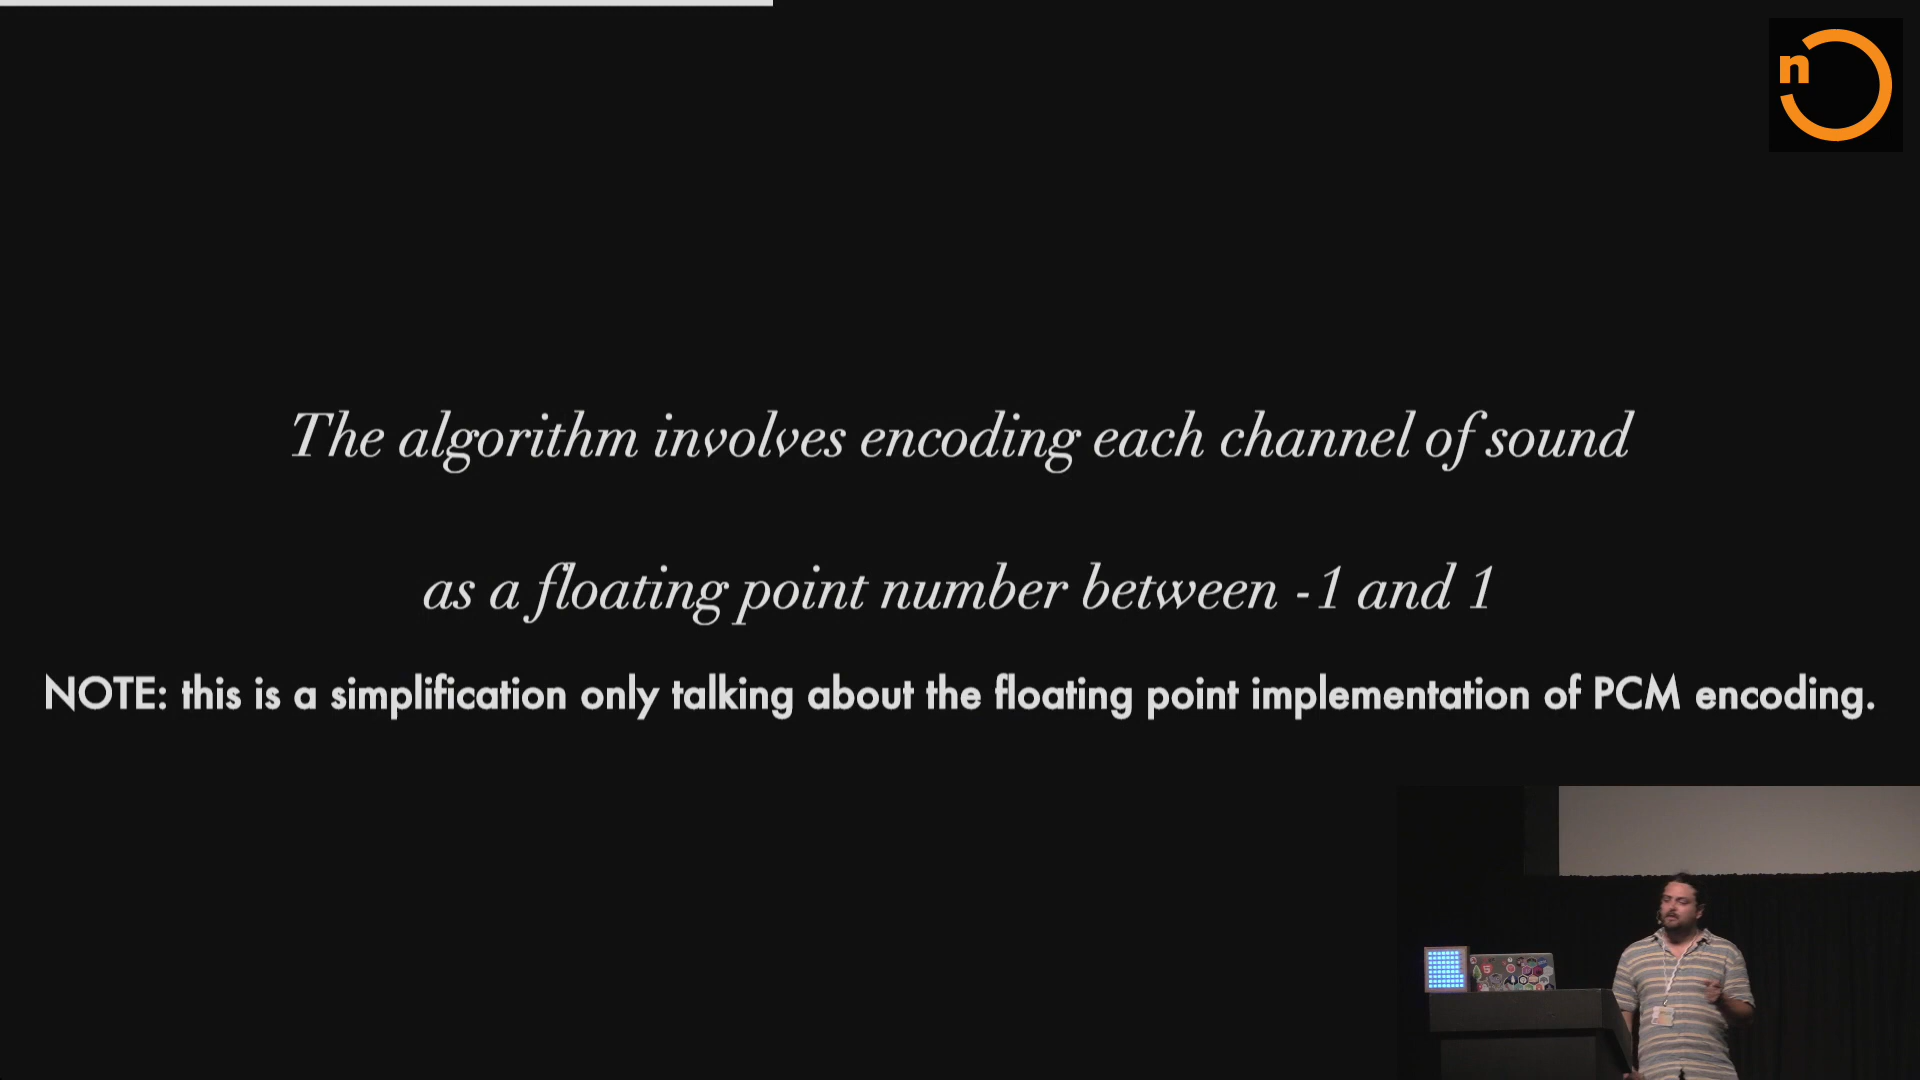 n
The algorithm involves encoding each channel of sound
as a floating point number between -1 and 1
NOTE: this is a simplification only talking about the floating point implementation of PCM encoding.